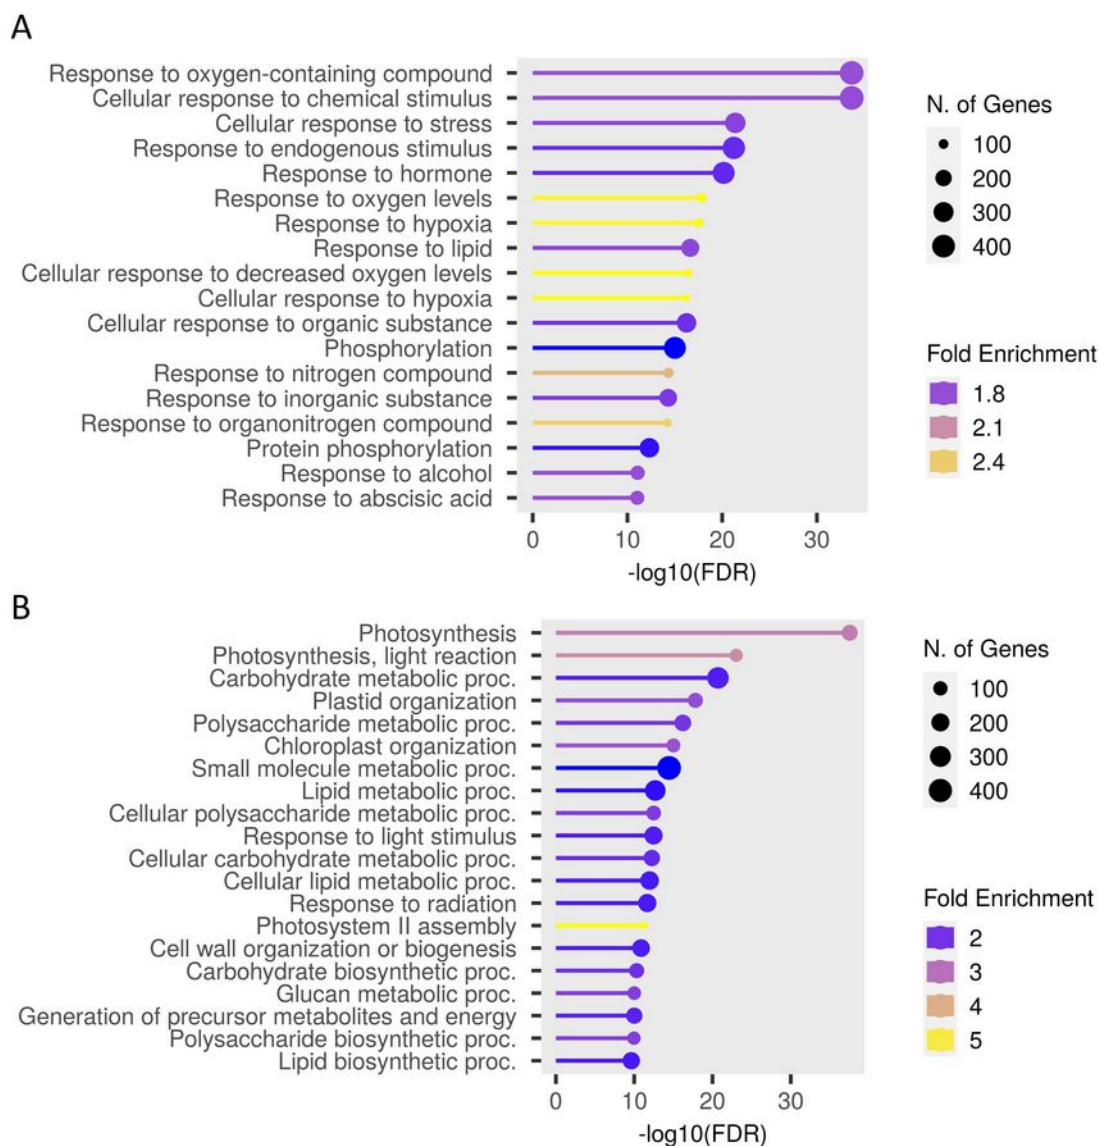 A
Response to oxygen-containing compound
Cellular response to chemical stimulus
Cellular response to stress
Response to endogenous stimulus
Response to hormone
Response to oxygen levels
Response to hypoxia
Response to lipid
Cellular response to decreased oxygen levels
Cellular response to hypoxia
Cellular response to organic substance
Phosphorylation
Response to nitrogen compound
Response to inorganic substance
Response to organonitrogen compound
Protein phosphorylation
Response to alcohol
Response to abscisic acid
0 10 20 30
-log10(FDR)
N. of Genes
100
200
300
400
Fold Enrichment
1.8
2.1
2.4
B
Photosynthesis
Photosynthesis, light reaction
Carbohydrate metabolic proc.
Plastid organization
Polysaccharide metabolic proc.
Chloroplast organization
Small molecule metabolic proc.
Lipid metabolic proc.
Cellular polysaccharide metabolic proc.
Response to light stimulus
Cellular carbohydrate metabolic proc.
Cellular lipid metabolic proc.
Response to radiation
Photosystem II assembly
Cell wall organization or biogenesis
Carbohydrate biosynthetic proc.
Glucan metabolic proc.
Generation of precursor metabolites and energy
Polysaccharide biosynthetic proc.
Lipid biosynthetic proc.
0 10 20 30
-log10(FDR)
N. of Genes
100
200
300
400
Fold Enrichment
2
3
4
5